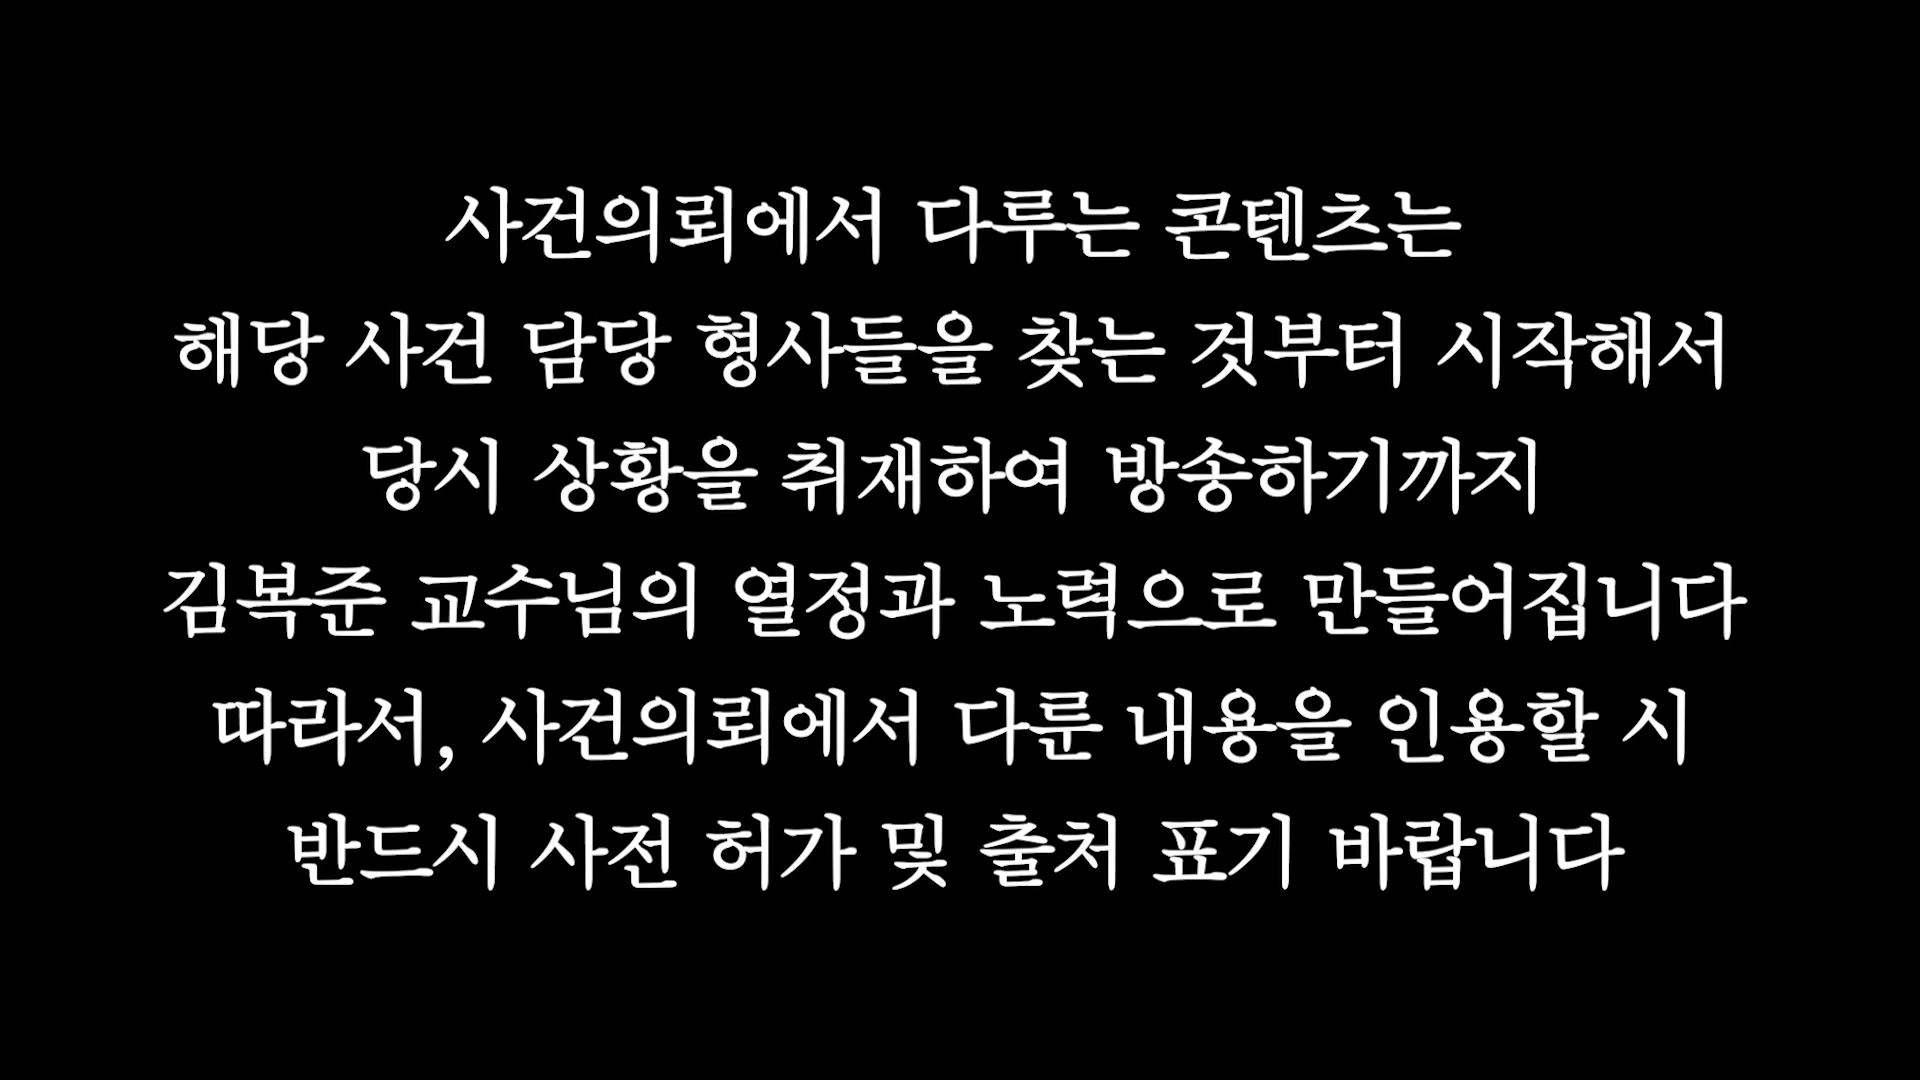 사건의뢰에서 다루는 콘텐츠는
해당 사건 담당 형사들을 찾는 것부터 시작해서
당시 상황을 취재하여 방송하기까지
김복준 교수님의 열정과 노력으로 만들어집니다
따라서, 사건의뢰에서 다룬 내용을 인용할 시
반드시 사전 허가 및 출처 표기 바랍니다